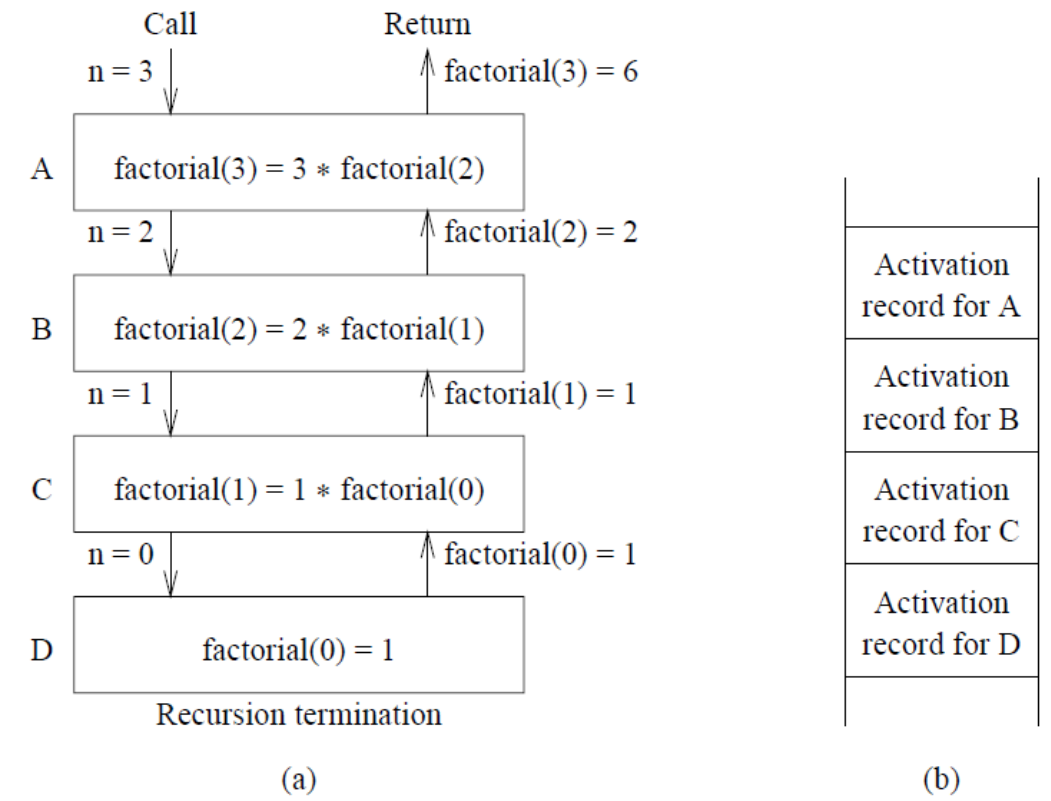 Call
Return
n = 3
factorial(3) = 6
A
factorial(3) = 3 ∗ factorial(2)
n = 2
factorial(2) = 2
B
factorial(2) = 2 ∗ factorial(1)
n = 1
factorial(1) = 1
C
factorial(1) = 1 ∗ factorial(0)
n = 0
factorial(0) = 1
D
factorial(0) = 1
Recursion termination
(a)
Activation
record for A
Activation
record for B
Activation
record for C
Activation
record for D
(b)